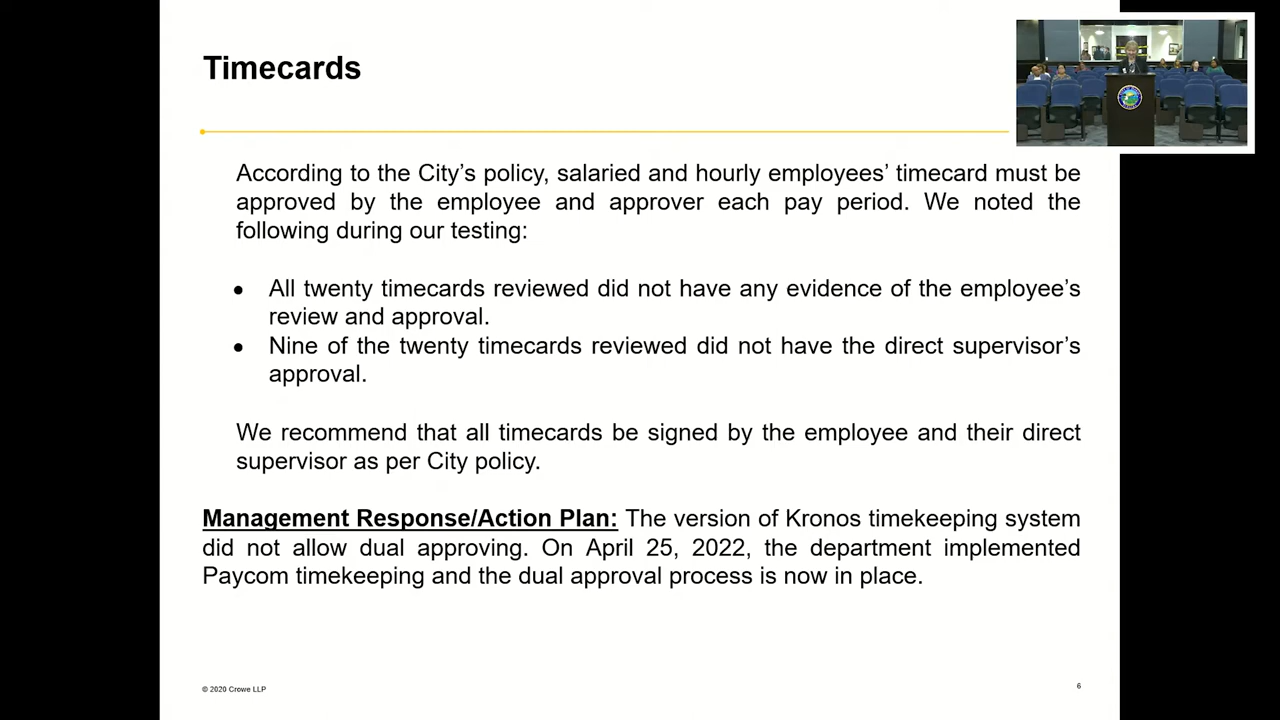 Timecards
According to the City's policy, salaried and hourly employees' timecard must be
approved by the employee and approver each pay period. We noted the
following during our testing:
• All twenty timecards reviewed did not have any evidence of the employee's
review and approval.
• Nine of the twenty timecards reviewed did not have the direct supervisor's
approval.
We recommend that all timecards be signed by the employee and their direct
supervisor as per City policy.
Management Response/Action Plan: The version of Kronos timekeeping system
did not allow dual approving. On April 25, 2022, the department implemented
Paycom timekeeping and the dual approval process is now in place.
© 2020 Crowe LLP
6